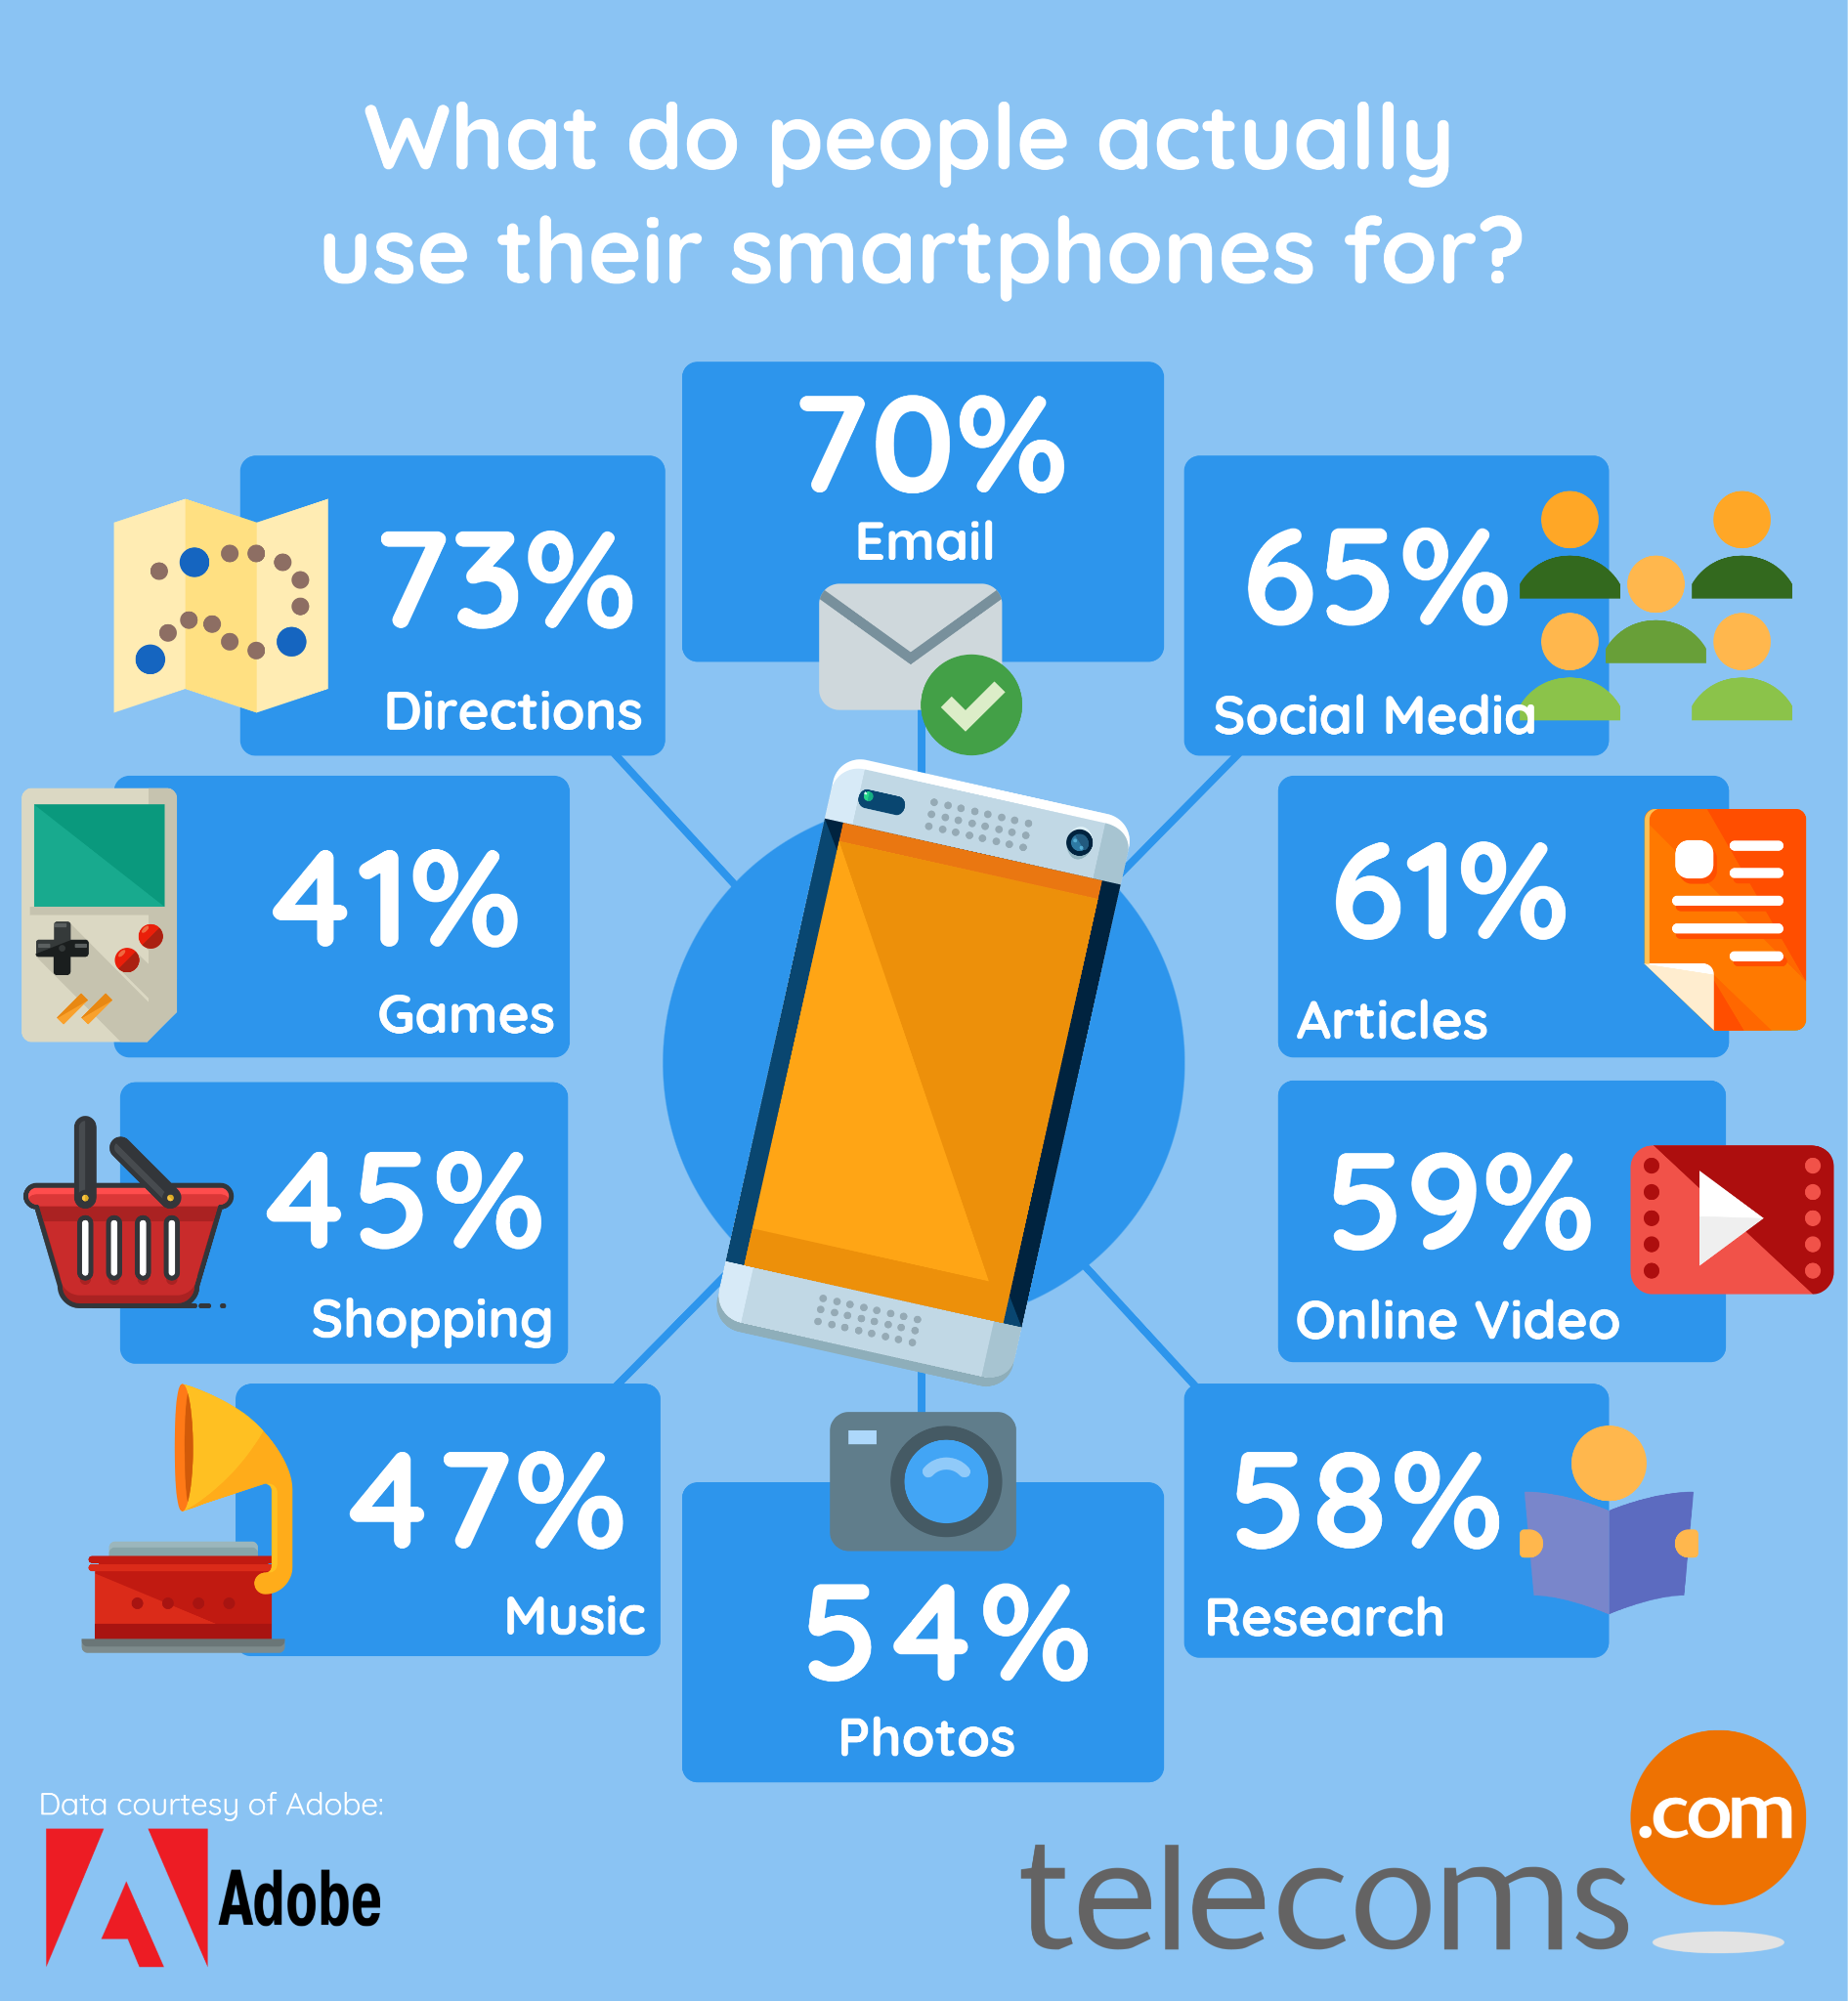 What do people actually
use their smartphones for?
70%
Email
73%
Directions
65%
Social Media
41%
Games
61%
Articles
45%
Shopping
59%
Online Video
47%
Music
58%
Research
54%
Photos
Data courtesy of Adobe:
Adobe
telecoms
.com